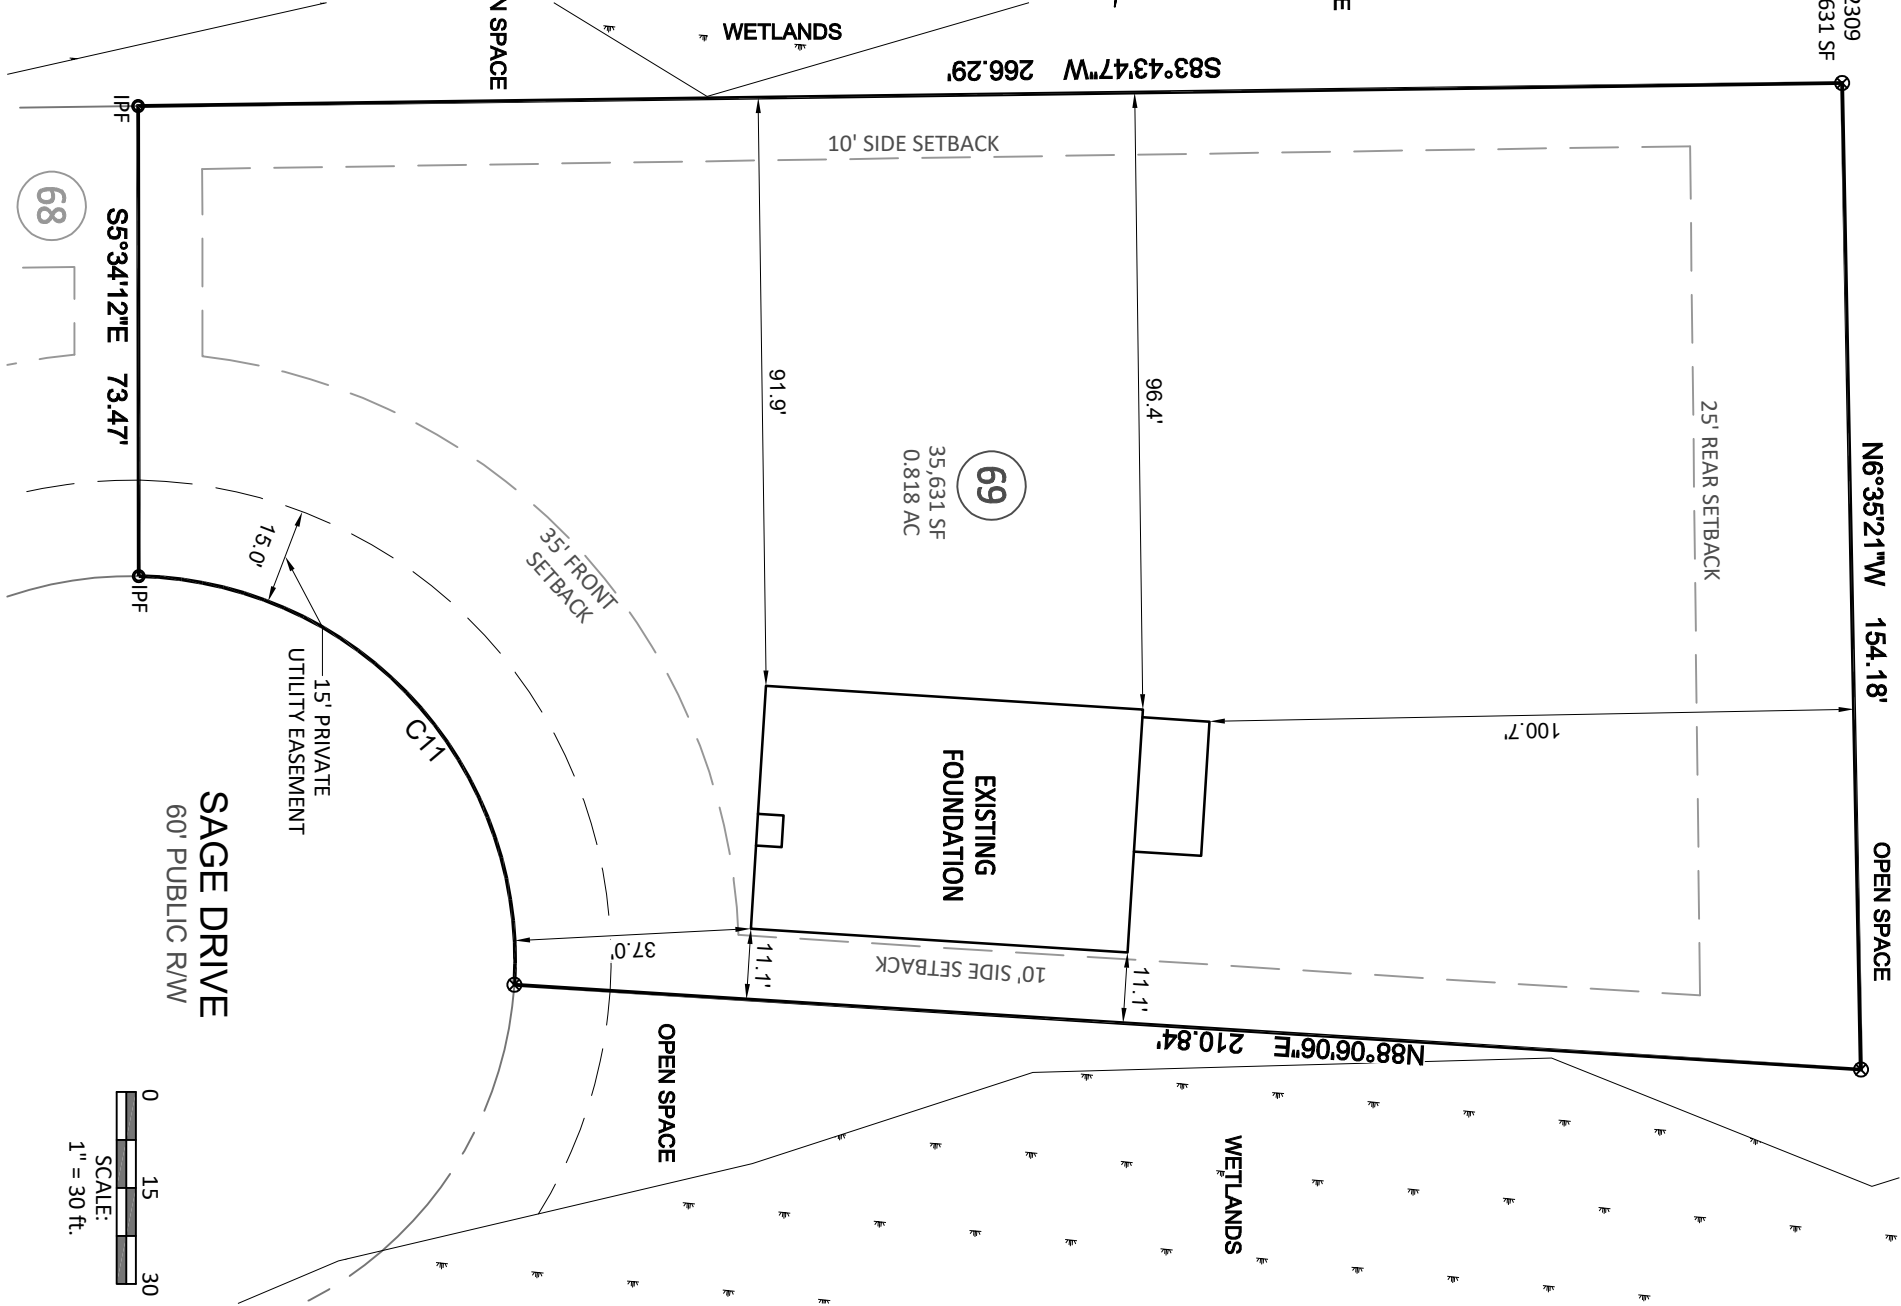 2309
631 SF
N SPACE
WETLANDS
E
S83°43'47"W 266.29'
IPF
10' SIDE SETBACK
68
S5°34'12"E 73.47'
91.9'
96.4'
25' REAR SETBACK
N6°35'21"W 154.18'
69
35,631 SF
0.818 AC
15.0'
35' FRONT
SETBACK
IPF
15' PRIVATE
UTILITY EASEMENT
C11
100.7'
EXISTING
FOUNDATION
OPEN SPACE
SAGE DRIVE
60' PUBLIC R/W
37.0'
11.1'
10' SIDE SETBACK
11.1'
N88°06'06"E 210.84'
OPEN SPACE
WETLANDS
0 15 30
SCALE:
1" = 30 ft.